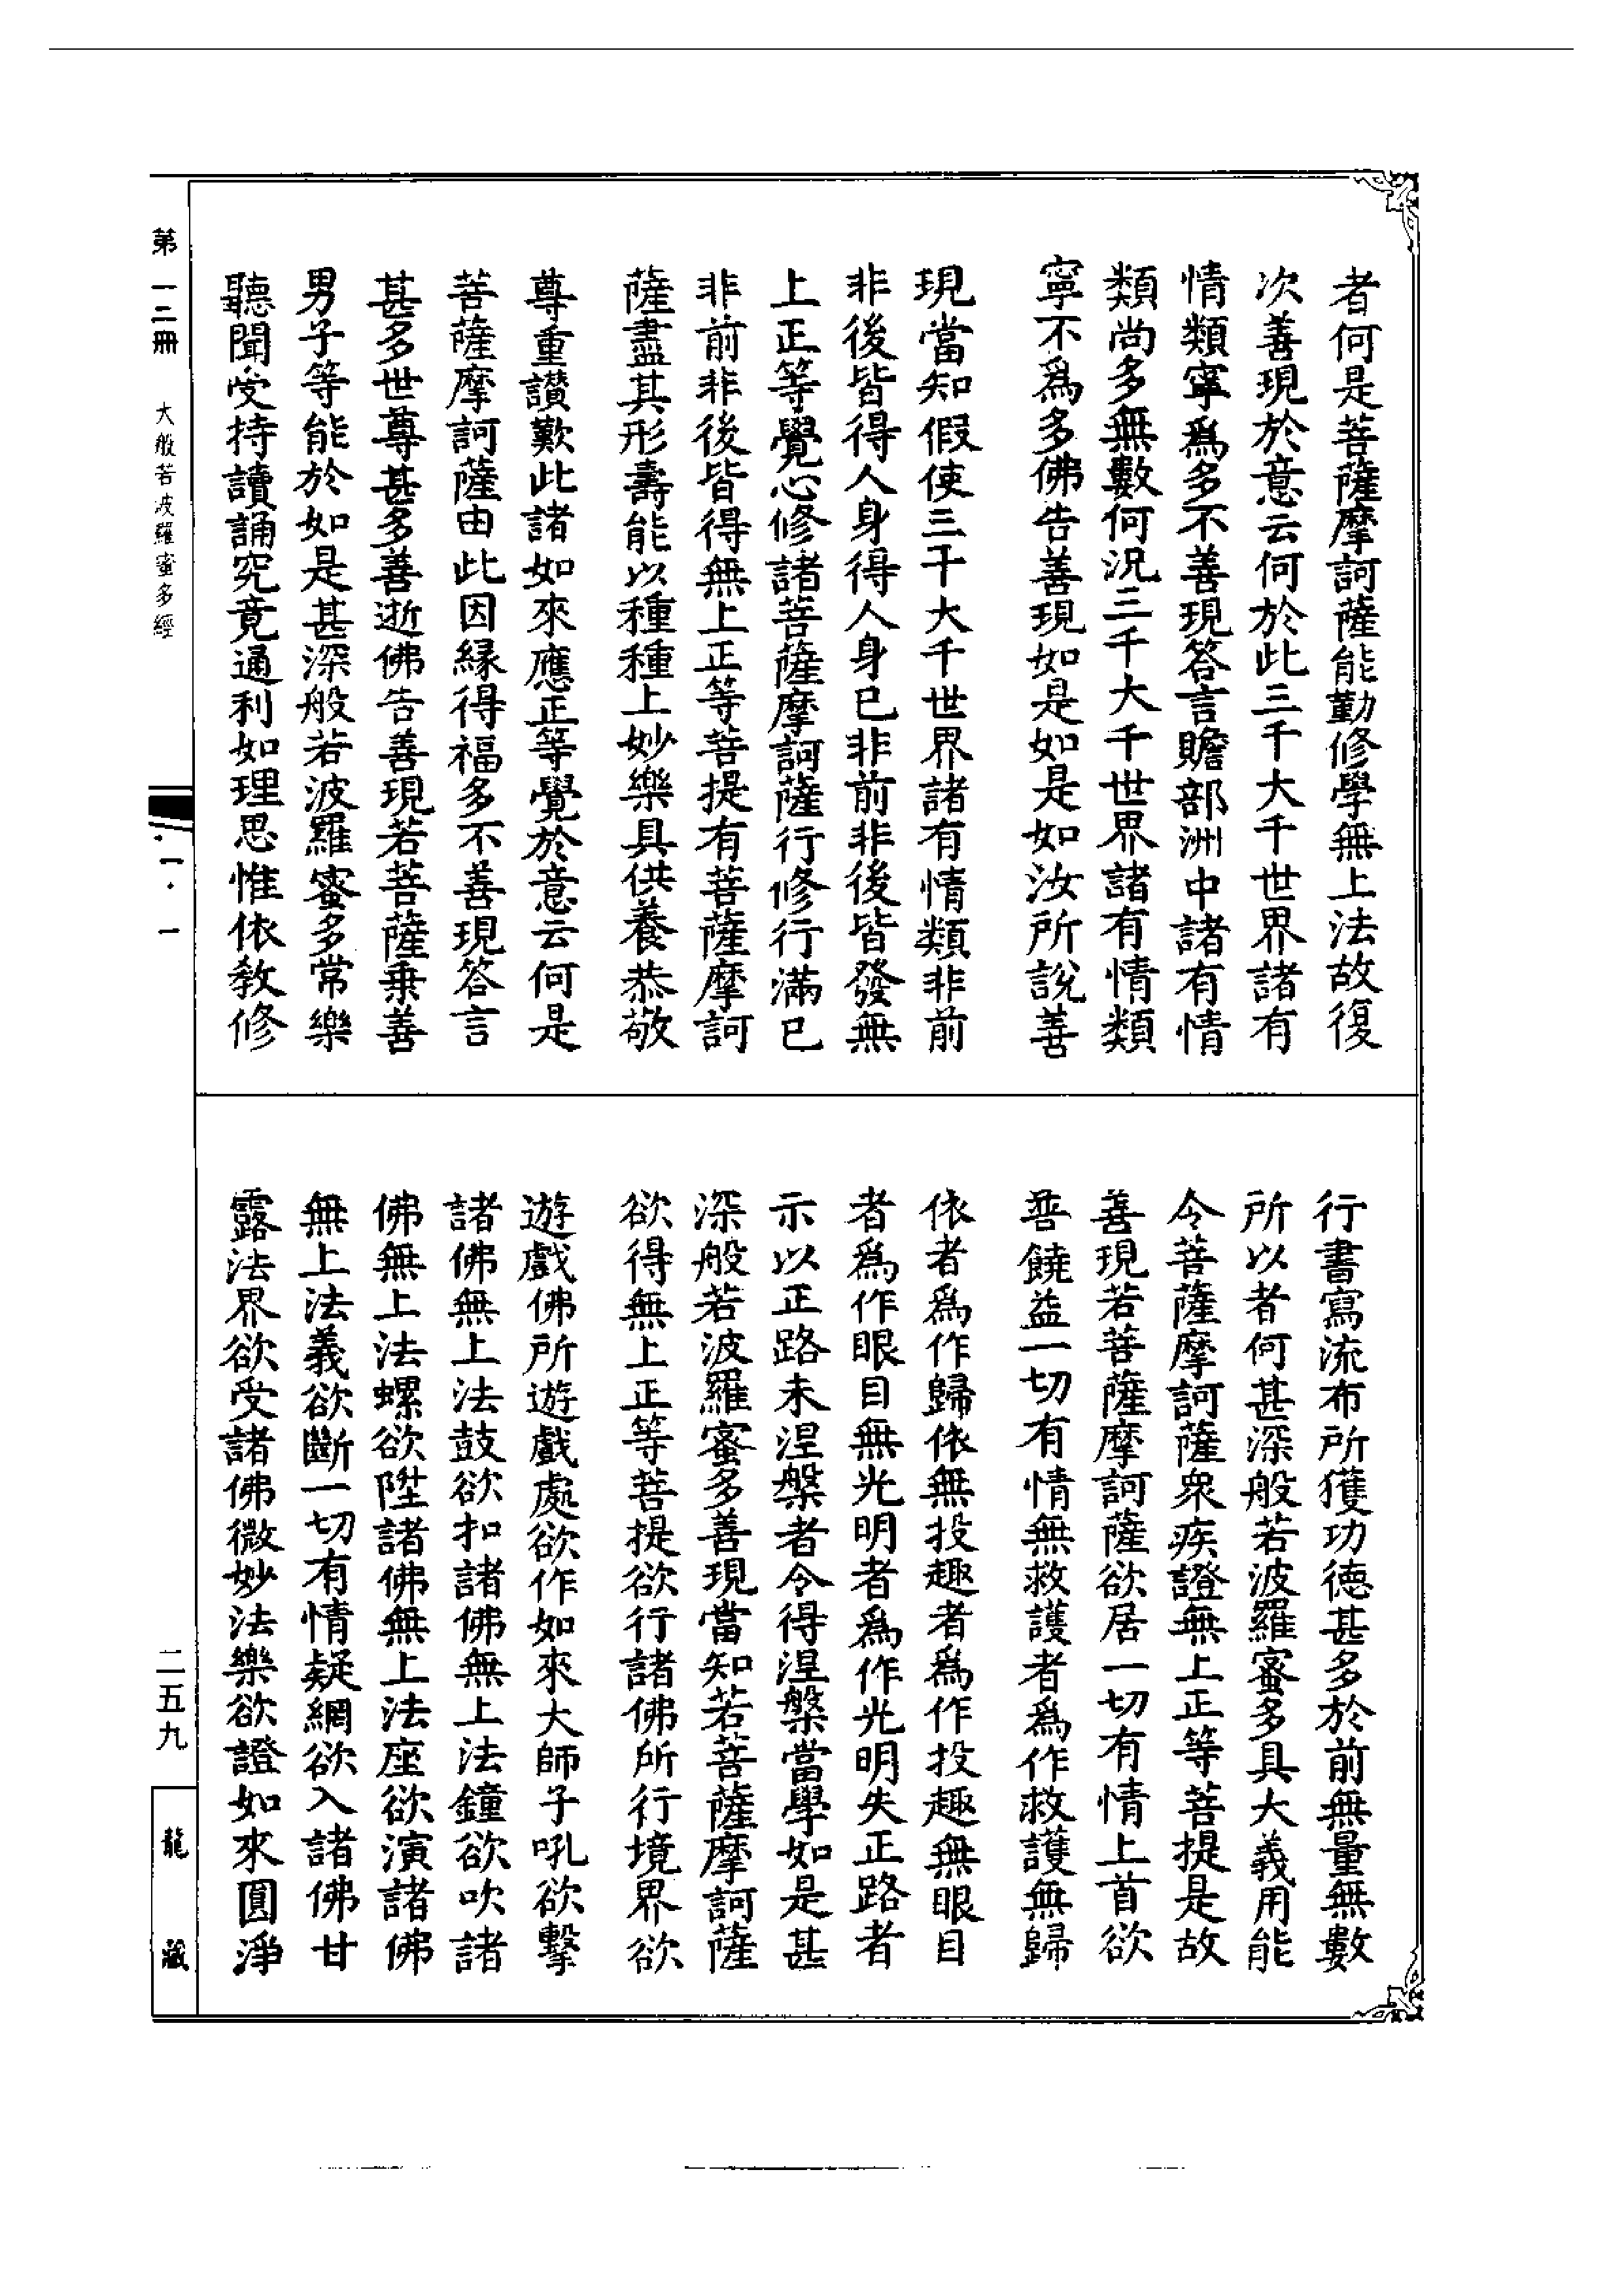 者何是菩薩摩訶薩能勤修學無上法故復
次善現於意云何於此三千大千世界諸有
情類寧爲多不善現答言贍部洲中諸有情
類尚多無數何況三千大千世界諸有情類
寧不爲多佛告善現如是如是如汝所說善
現當知假使三千大千世界諸有情類非前
非後皆得人身得人身已非前非後皆發無
上正等覺心修諸菩薩摩訶薩行修行滿已
非前非後皆得無上正等菩提有菩薩摩訶
薩盡其形壽能以種種上妙樂具供養恭敬
尊重讃歎此諸如來應正等覺於意云何是
菩薩摩訶薩由此因緣得福多不善現答言
甚多世尊甚多善逝佛告善現若菩薩乗善
男子等能於如是甚深般若波羅蜜多常樂
聽聞受持讀誦究竟通利如理思惟依教修
行書寫流布所獲功德甚多於前無量無數
所以者何甚深般若波羅蜜多具大義用能
令菩薩摩訶薩衆疾證無上正等菩提是故
善現若菩薩摩訶薩欲居一切有情上首欲
普饒益一切有情無救護者爲作救護無歸
依者爲作歸依無投趣者爲作投趣無眼目
者爲作眼目無光明者爲作光明失正路者
示以正路未涅槃者令得涅槃當學如是甚
深般若波羅蜜多善現當知若菩薩摩訶薩
欲得無上正等菩提欲行諸佛所行境界欲
遊戲佛所遊戲處欲作如來大師子吼欲擊
諸佛無上法鼓欲扣諸佛無上法鐘欲吹諸
佛無上法螺欲陞諸佛無上法座欲演諸佛
無上法義欲斷一切有情疑網欲入諸佛甘
露法界欲受諸佛微妙法樂欲證如來圓淨
第一二冊
大般若波羅蜜多經
一·一
二五九
龍藏